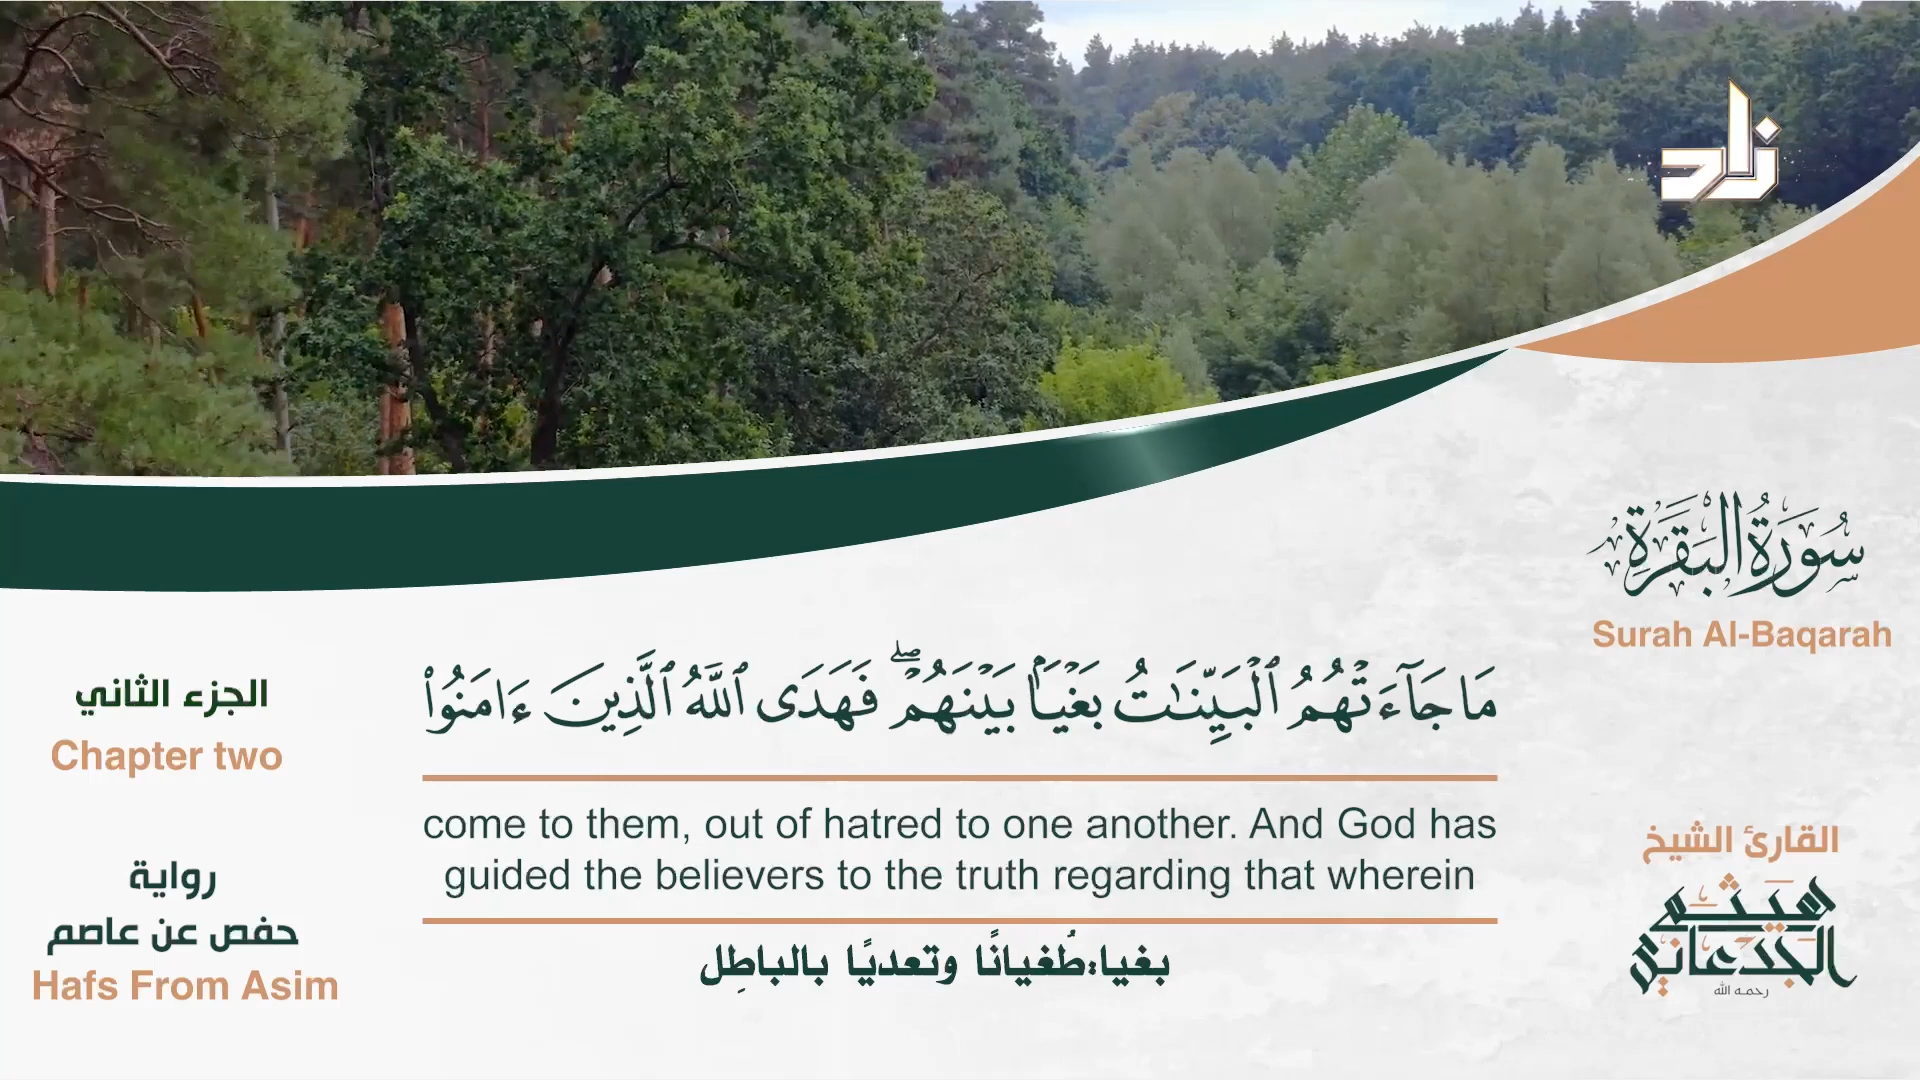 زاد
سُورَةُ البَقَرَةِ
Surah Al-Baqarah
مَا جَآءَتۡهُمُ ٱلۡبَيِّنَٰتُ بَغۡيَۢا بَيۡنَهُمۡۖ فَهَدَى ٱللَّهُ ٱلَّذِينَ ءَامَنُواْ
الجزء الثاني
Chapter two
come to them, out of hatred to one another. And God has
guided the believers to the truth regarding that wherein
القارئ الشيخ
هيثم
الجدعاني
رحمه الله
رواية
حفص عن عاصم
Hafs From Asim
بغيا:طُغيانًا وتعديًا بالباطِل